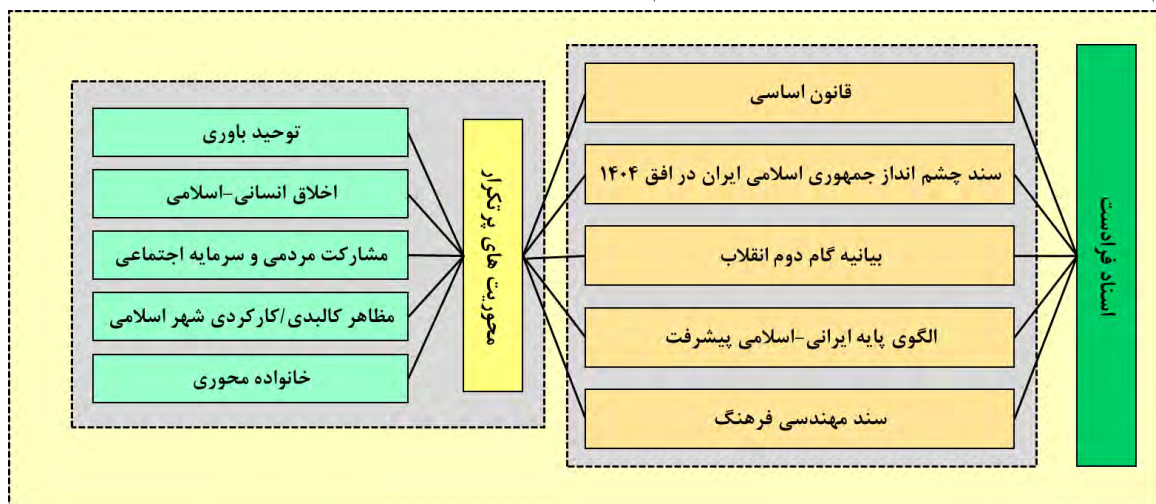 اسناد فرادست
قانون اساسی
سند چشم انداز جمهوری اسلامی ایران در افق ۱۴۰۴
بیانیه گام دوم انقلاب
الگوی پایه ایرانی-اسلامی پیشرفت
سند مهندسی فرهنگ
محوریت های پرتکرار
توحید باوری
اخلاق انسانی-اسلامی
مشارکت مردمی و سرمایه اجتماعی
مظاهر کالبدی/کارکردی شهر اسلامی
خانواده محوری